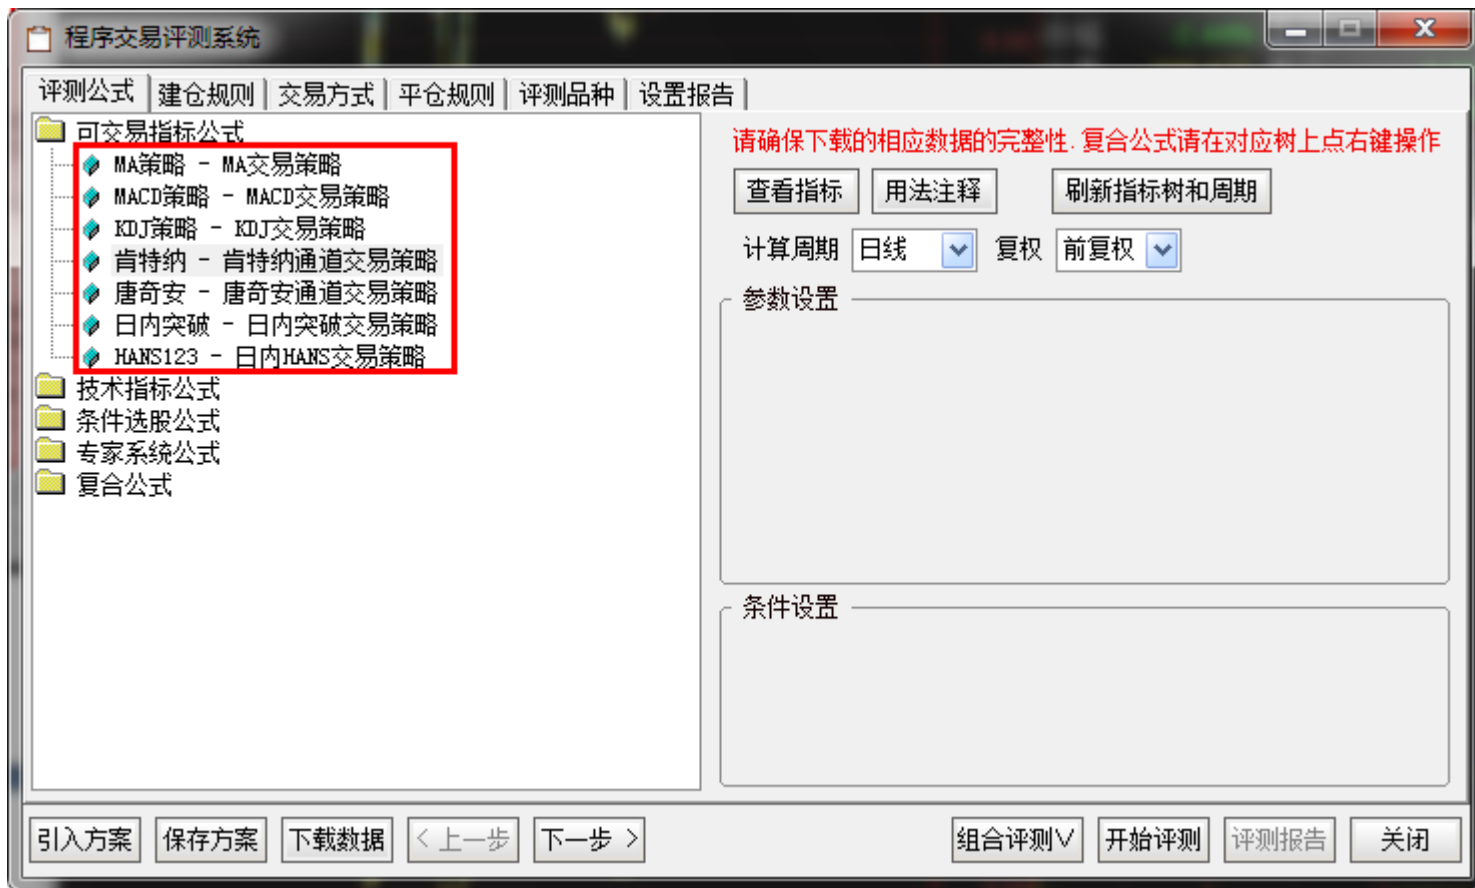 程序交易评测系统
评测公式 建仓规则 交易方式 平仓规则 评测品种 设置报告
可交易指标公式
MA策略 - MA交易策略
MACD策略 - MACD交易策略
KDJ策略 - KDJ交易策略
肯特纳 - 肯特纳通道交易策略
唐奇安 - 唐奇安通道交易策略
日内突破 - 日内突破交易策略
HANS123 - 日内HANS交易策略
技术指标公式
条件选股公式
专家系统公式
复合公式
请确保下载的相应数据的完整性. 复合公式请在对应树上点右键操作
查看指标 用法注释 刷新指标树和周期
计算周期 日线 复权 前复权
参数设置
条件设置
引入方案 保存方案 下载数据 < 上一步 下一步 > 组合评测∨ 开始评测 评测报告 关闭